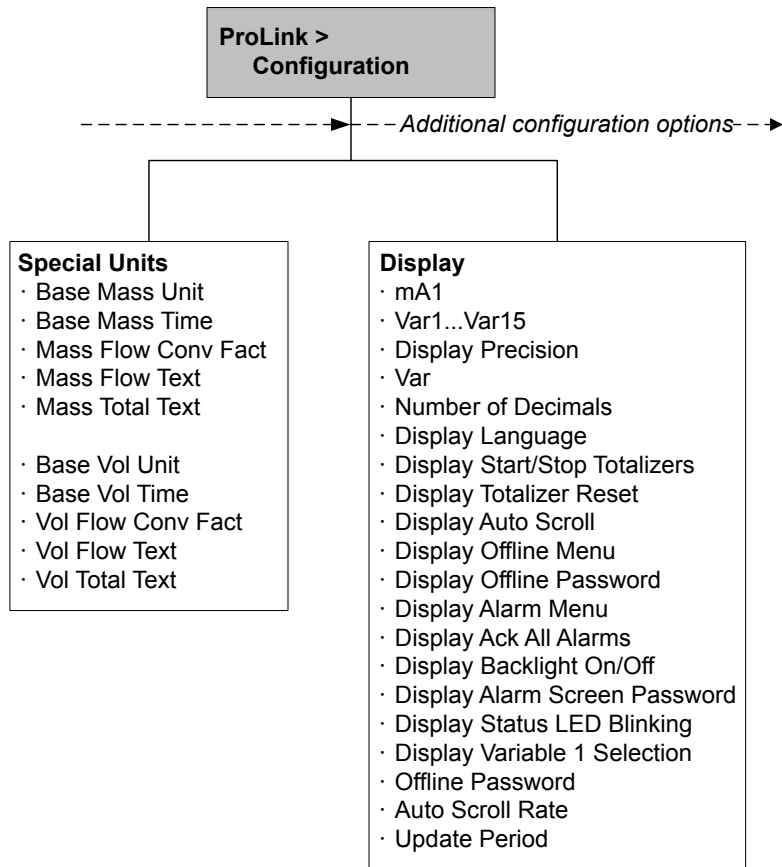 ProLink >
Configuration
Additional configuration options
Special Units
· Base Mass Unit
· Base Mass Time
· Mass Flow Conv Fact
· Mass Flow Text
· Mass Total Text
· Base Vol Unit
· Base Vol Time
· Vol Flow Conv Fact
· Vol Flow Text
· Vol Total Text
Display
· mA1
· Var1...Var15
· Display Precision
· Var
· Number of Decimals
· Display Language
· Display Start/Stop Totalizers
· Display Totalizer Reset
· Display Auto Scroll
· Display Offline Menu
· Display Offline Password
· Display Alarm Menu
· Display Ack All Alarms
· Display Backlight On/Off
· Display Alarm Screen Password
· Display Status LED Blinking
· Display Variable 1 Selection
· Offline Password
· Auto Scroll Rate
· Update Period